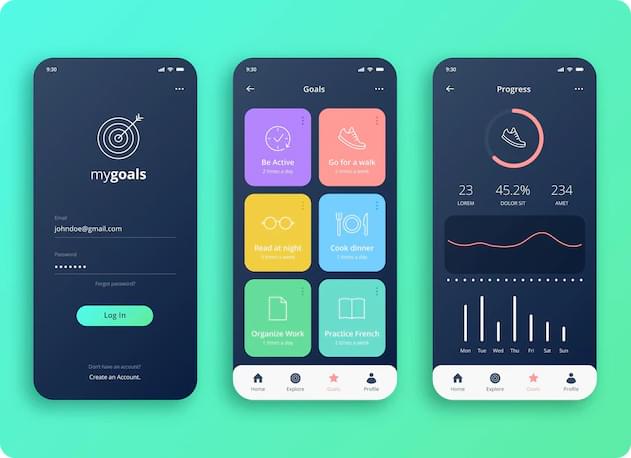 9:30
mygoals
Email
johndoe@gmail.com
Password
Forgot password?
Log In
Don't have an account?
Create an Account.
9:30
Goals
Be Active
2 times a day
Go for a walk
3 times a week
Read at night
5 times a week
Cook dinner
1 times a day
Organize Work
1 times a day
Practice French
1 times a week
Home
Explore
Goals
Profile
9:30
Progress
23
45.2%
234
LOREM
DOLOR SIT
AMET
Mon
Tue
Wed
Thu
Fri
Sat
Sun
Home
Explore
Goals
Profile